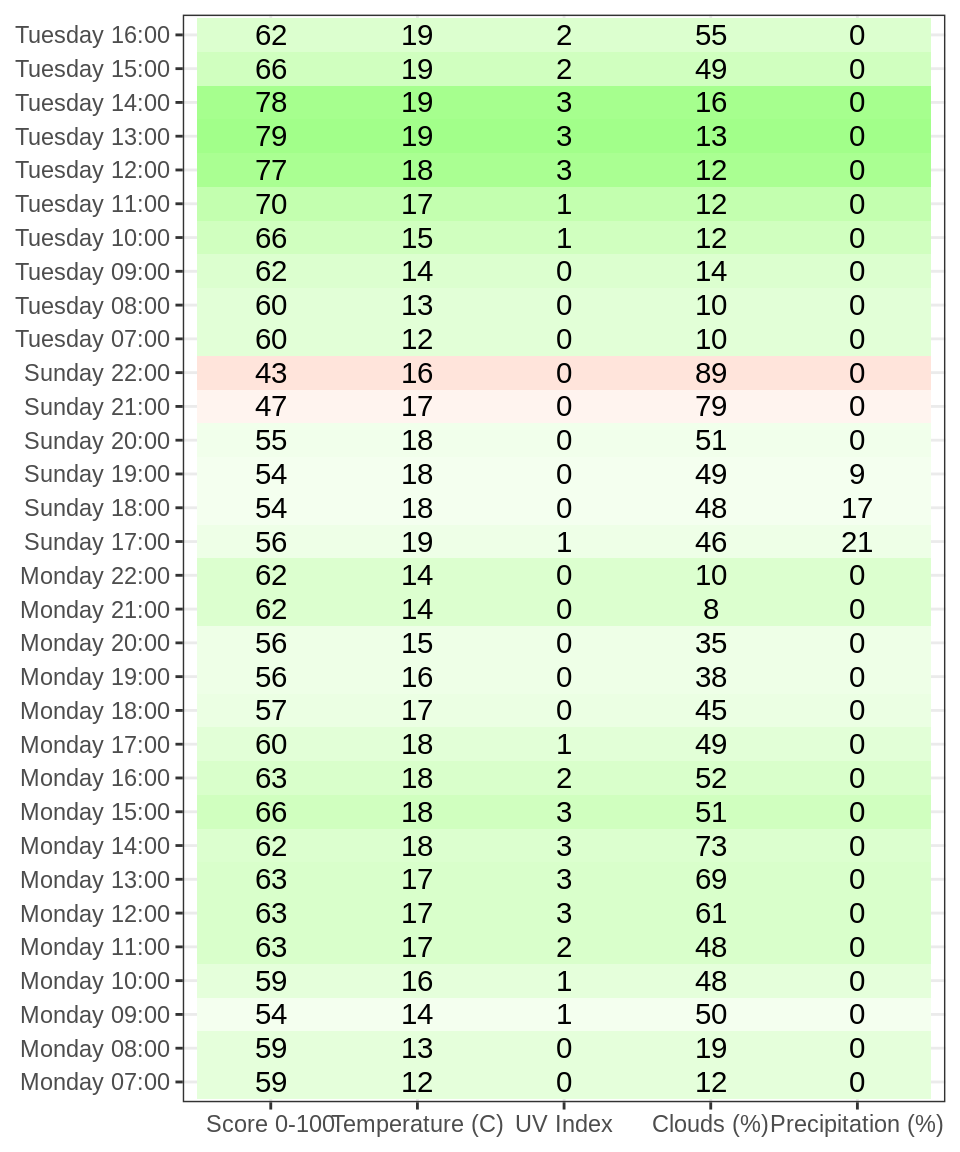 Tuesday 16:00 62 19 2 55 0
Tuesday 15:00 66 19 2 49 0
Tuesday 14:00 78 19 3 16 0
Tuesday 13:00 79 19 3 13 0
Tuesday 12:00 77 18 3 12 0
Tuesday 11:00 70 17 1 12 0
Tuesday 10:00 66 15 1 12 0
Tuesday 09:00 62 14 0 14 0
Tuesday 08:00 60 13 0 10 0
Tuesday 07:00 60 12 0 10 0
Sunday 22:00 43 16 0 89 0
Sunday 21:00 47 17 0 79 0
Sunday 20:00 55 18 0 51 0
Sunday 19:00 54 18 0 49 9
Sunday 18:00 54 18 0 48 17
Sunday 17:00 56 19 1 46 21
Monday 22:00 62 14 0 10 0
Monday 21:00 62 14 0 8 0
Monday 20:00 56 15 0 35 0
Monday 19:00 56 16 0 38 0
Monday 18:00 57 17 0 45 0
Monday 17:00 60 18 1 49 0
Monday 16:00 63 18 2 52 0
Monday 15:00 66 18 3 51 0
Monday 14:00 62 18 3 73 0
Monday 13:00 63 17 3 69 0
Monday 12:00 63 17 3 61 0
Monday 11:00 63 17 2 48 0
Monday 10:00 59 16 1 48 0
Monday 09:00 54 14 1 50 0
Monday 08:00 59 13 0 19 0
Monday 07:00 59 12 0 12 0
Score 0-100 Temperature (C) UV Index Clouds (%) Precipitation (%)